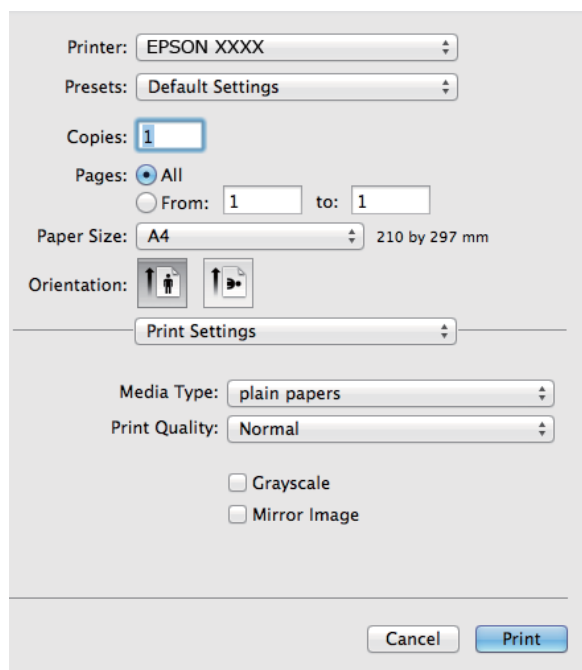 Printer: EPSON XXXX
Presets: Default Settings
Copies: 1
Pages: All
From: 1 to: 1
Paper Size: A4 210 by 297 mm
Orientation:
Print Settings
Media Type: plain papers
Print Quality: Normal
Grayscale
Mirror Image
Cancel Print